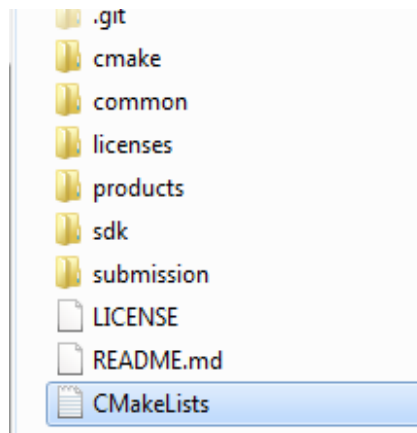 .git
cmake
common
licenses
products
sdk
submission
LICENSE
README.md
CMakeLists